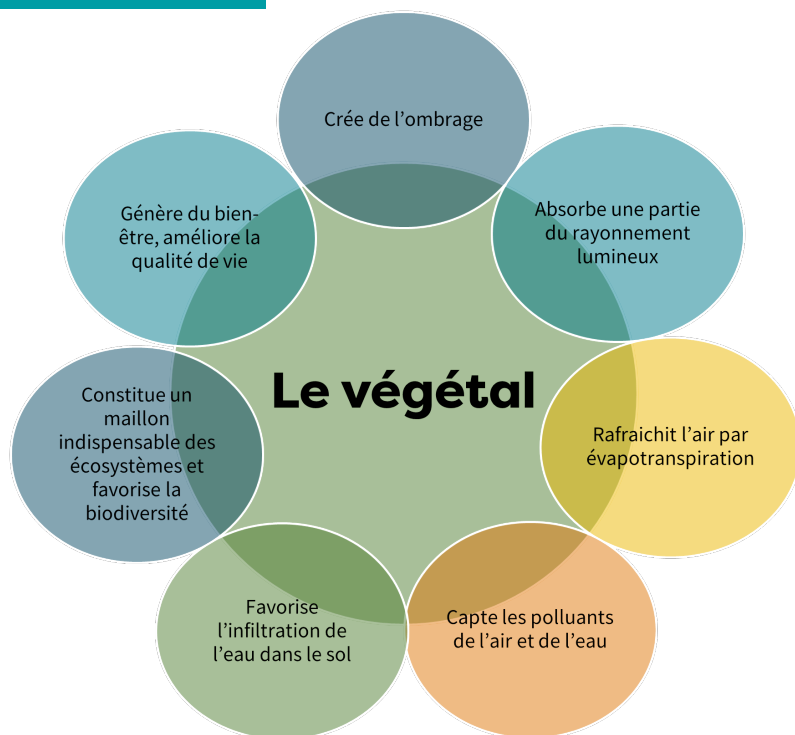 Crée de l'ombrage
Absorbe une partie
du rayonnement
lumineux
Rafraichit l'air par
évapotranspiration
Capte les polluants
de l'air et de l'eau
Favorise
l'infiltration de
l'eau dans le sol
Constitue un
maillon
indispensable des
écosystèmes et
favorise la
biodiversité
Génère du bien-
être, améliore la
qualité de vie
Le végétal